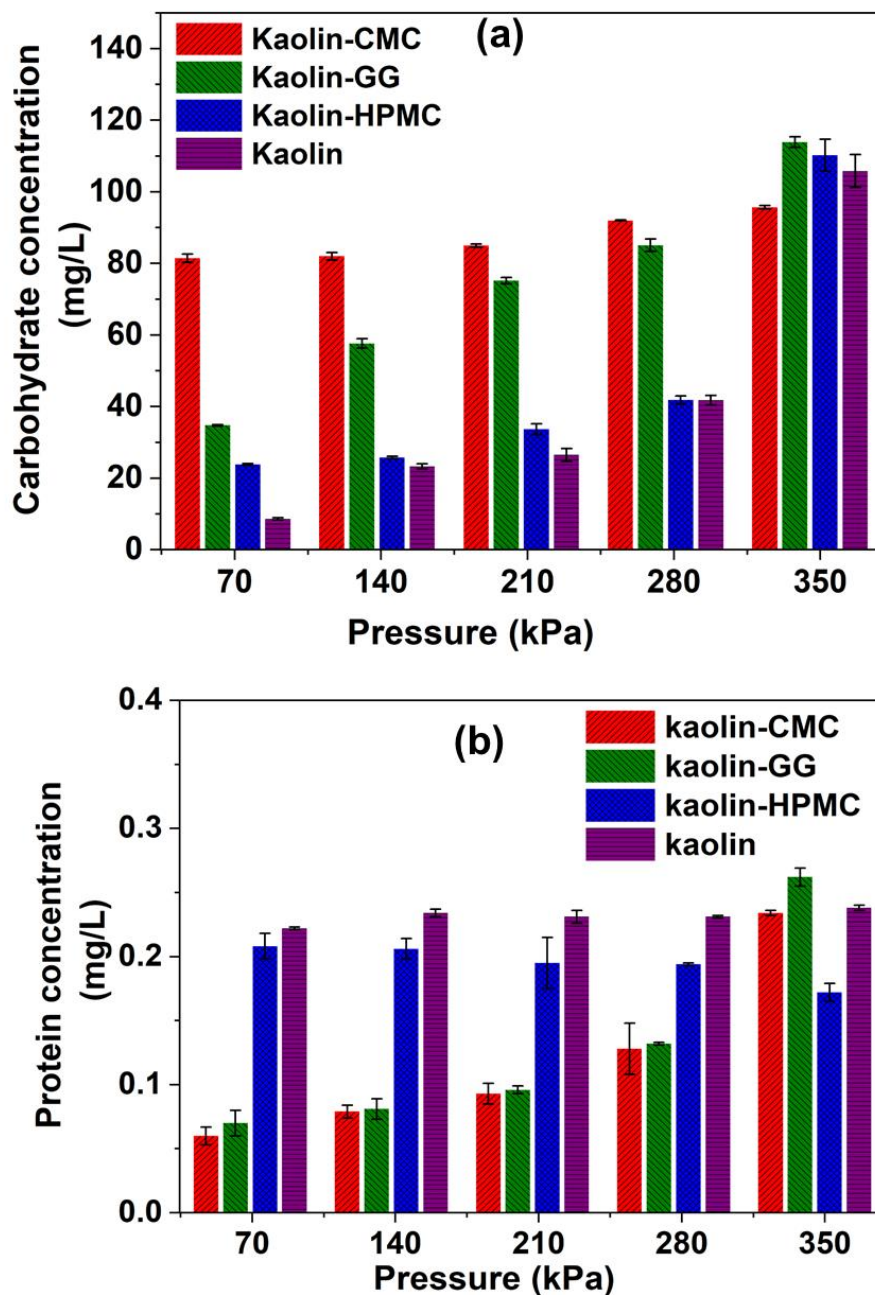 (a)
Kaolin-CMC
Kaolin-GG
Kaolin-HPMC
Kaolin
Carbohydrate concentration
(mg/L)
140
120
100
80
60
40
20
0
70 140 210 280 350
Pressure (kPa)
(b)
kaolin-CMC
kaolin-GG
kaolin-HPMC
kaolin
Protein concentration
(mg/L)
0.4
0.3
0.2
0.1
0.0
70 140 210 280 350
Pressure (kPa)